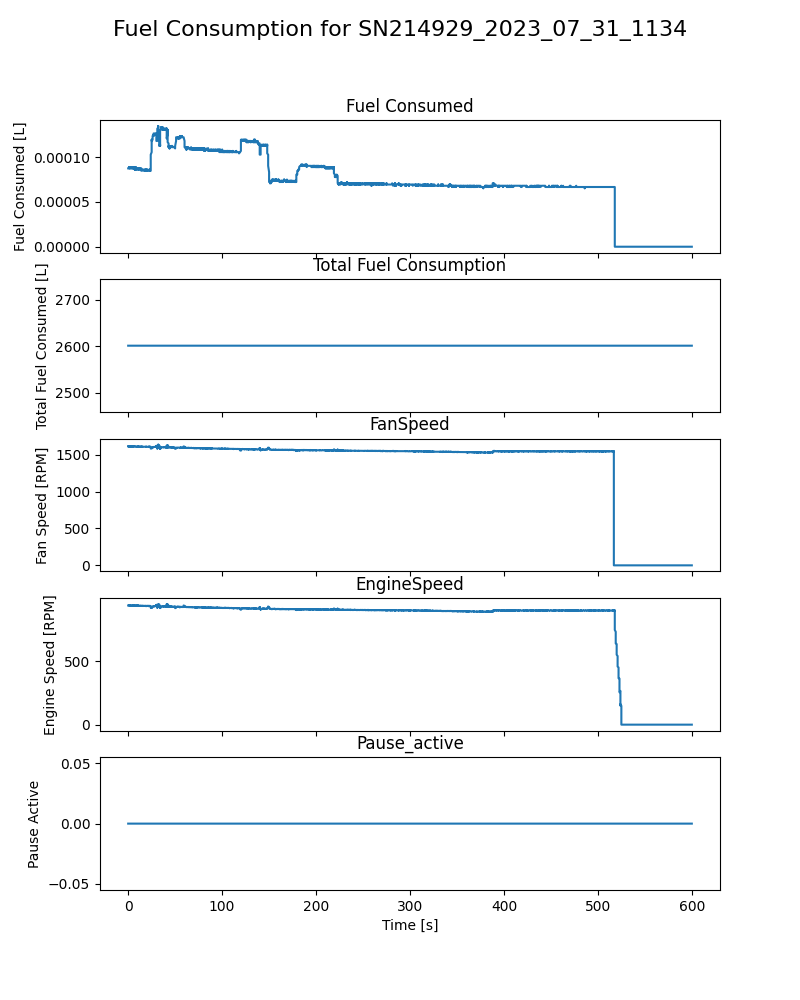 Fuel Consumption for SN214929_2023_07_31_1134
Fuel Consumed
Fuel Consumed [L]
0.00010
0.00005
0.00000
Total Fuel Consumption
Total Fuel Consumed [L]
2700
2600
2500
FanSpeed
Fan Speed [RPM]
1500
1000
500
0
EngineSpeed
Engine Speed [RPM]
500
0
Pause_active
Pause Active
0.05
0.00
−0.05
0 100 200 300 400 500 600
Time [s]